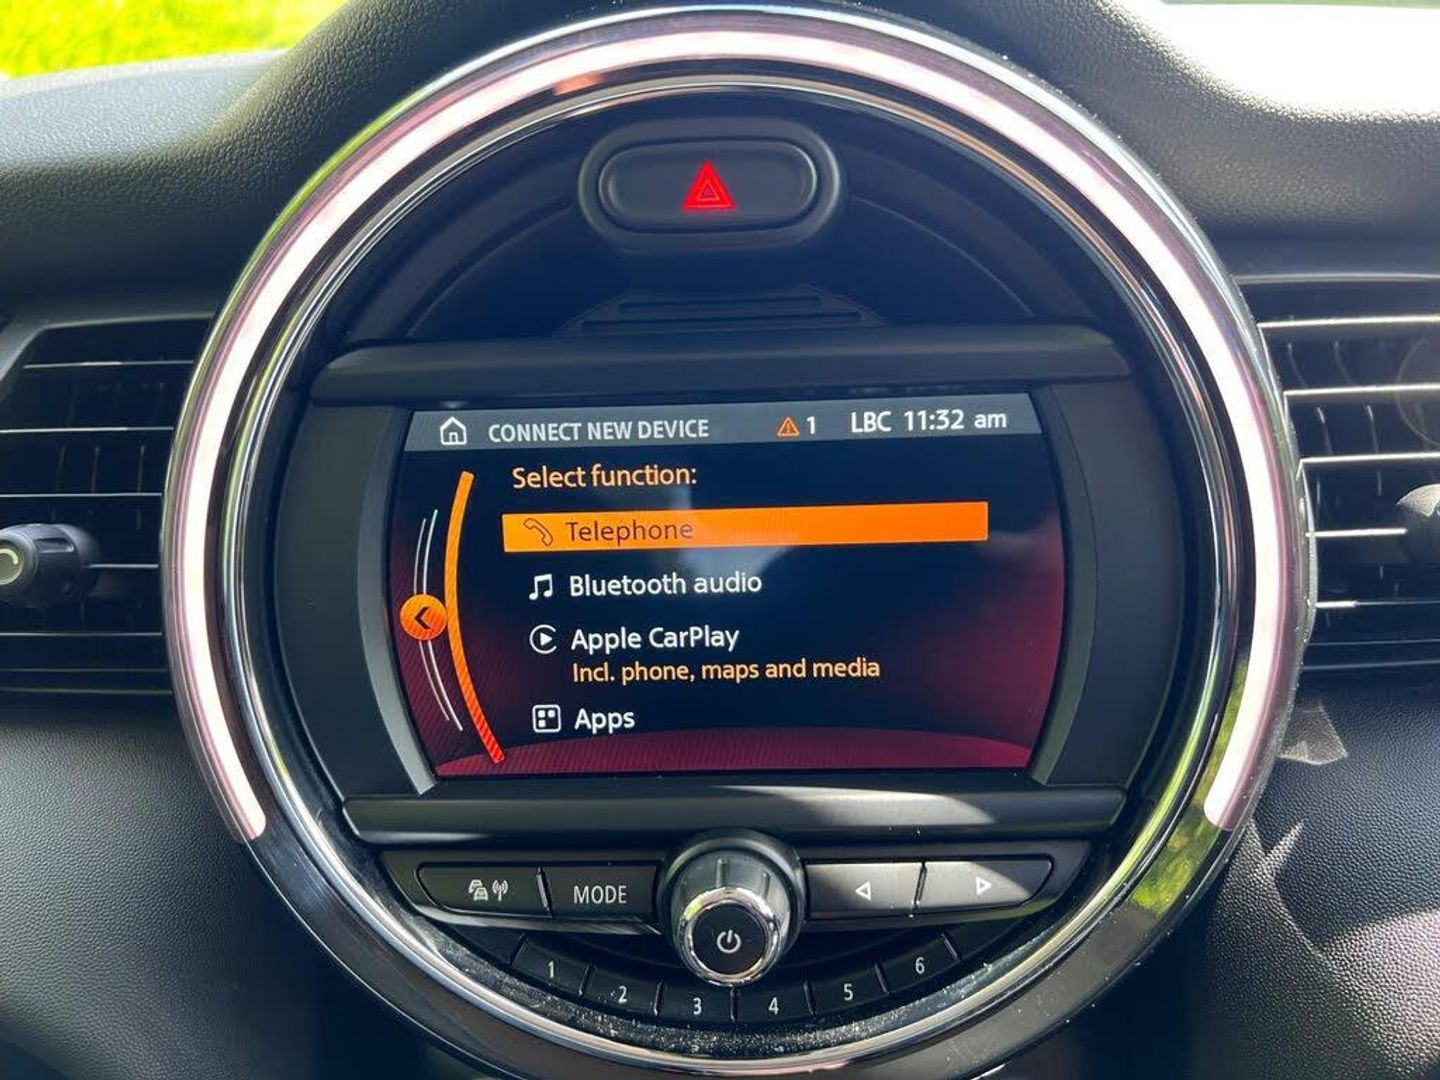 CONNECT NEW DEVICE 1 LBC 11:32 am
Select function:
Telephone
Bluetooth audio
Apple CarPlay
Incl. phone, maps and media
Apps
MODE
1 2 3 4 5 6